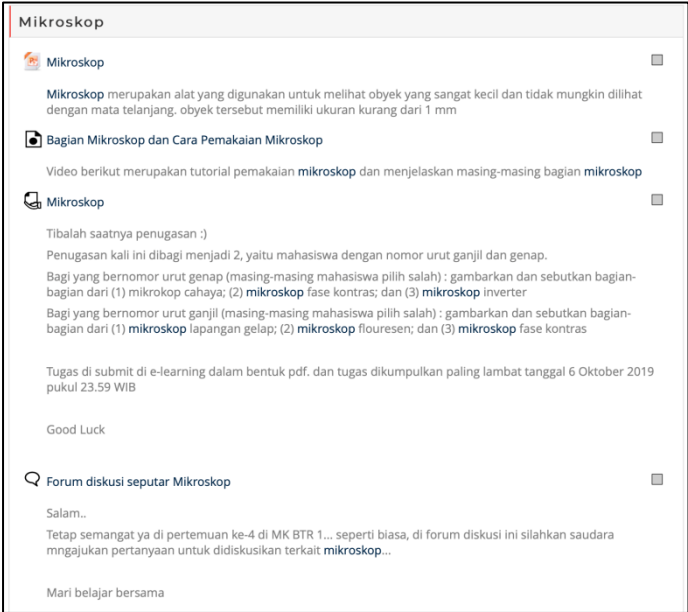 Mikroskop
Mikroskop
Mikroskop merupakan alat yang digunakan untuk melihat obyek yang sangat kecil dan tidak mungkin dilihat
dengan mata telanjang. obyek tersebut memiliki ukuran kurang dari 1 mm
Bagian Mikroskop dan Cara Pemakaian Mikroskop
Video berikut merupakan tutorial pemakaian mikroskop dan menjelaskan masing-masing bagian mikroskop
Mikroskop
Tibalah saatnya penugasan :)
Penugasan kali ini dibagi menjadi 2, yaitu mahasiswa dengan nomor urut ganjil dan genap.
Bagi yang bernomor urut genap (masing-masing mahasiswa pilih salah) : gambarkan dan sebutkan bagian-
bagian dari (1) mikrokop cahaya; (2) mikroskop fase kontras; dan (3) mikroskop inverter
Bagi yang bernomor urut ganjil (masing-masing mahasiswa pilih salah) : gambarkan dan sebutkan bagian-
bagian dari (1) mikroskop lapangan gelap; (2) mikroskop flouresen; dan (3) mikroskop fase kontras
Tugas di submit di e-learning dalam bentuk pdf. dan tugas dikumpulkan paling lambat tanggal 6 Oktober 2019
pukul 23.59 WIB
Good Luck
Forum diskusi seputar Mikroskop
Salam..
Tetap semangat ya di pertemuan ke-4 di MK BTR 1... seperti biasa, di forum diskusi ini silahkan saudara
mngajukan pertanyaan untuk didiskusikan terkait mikroskop...
Mari belajar bersama